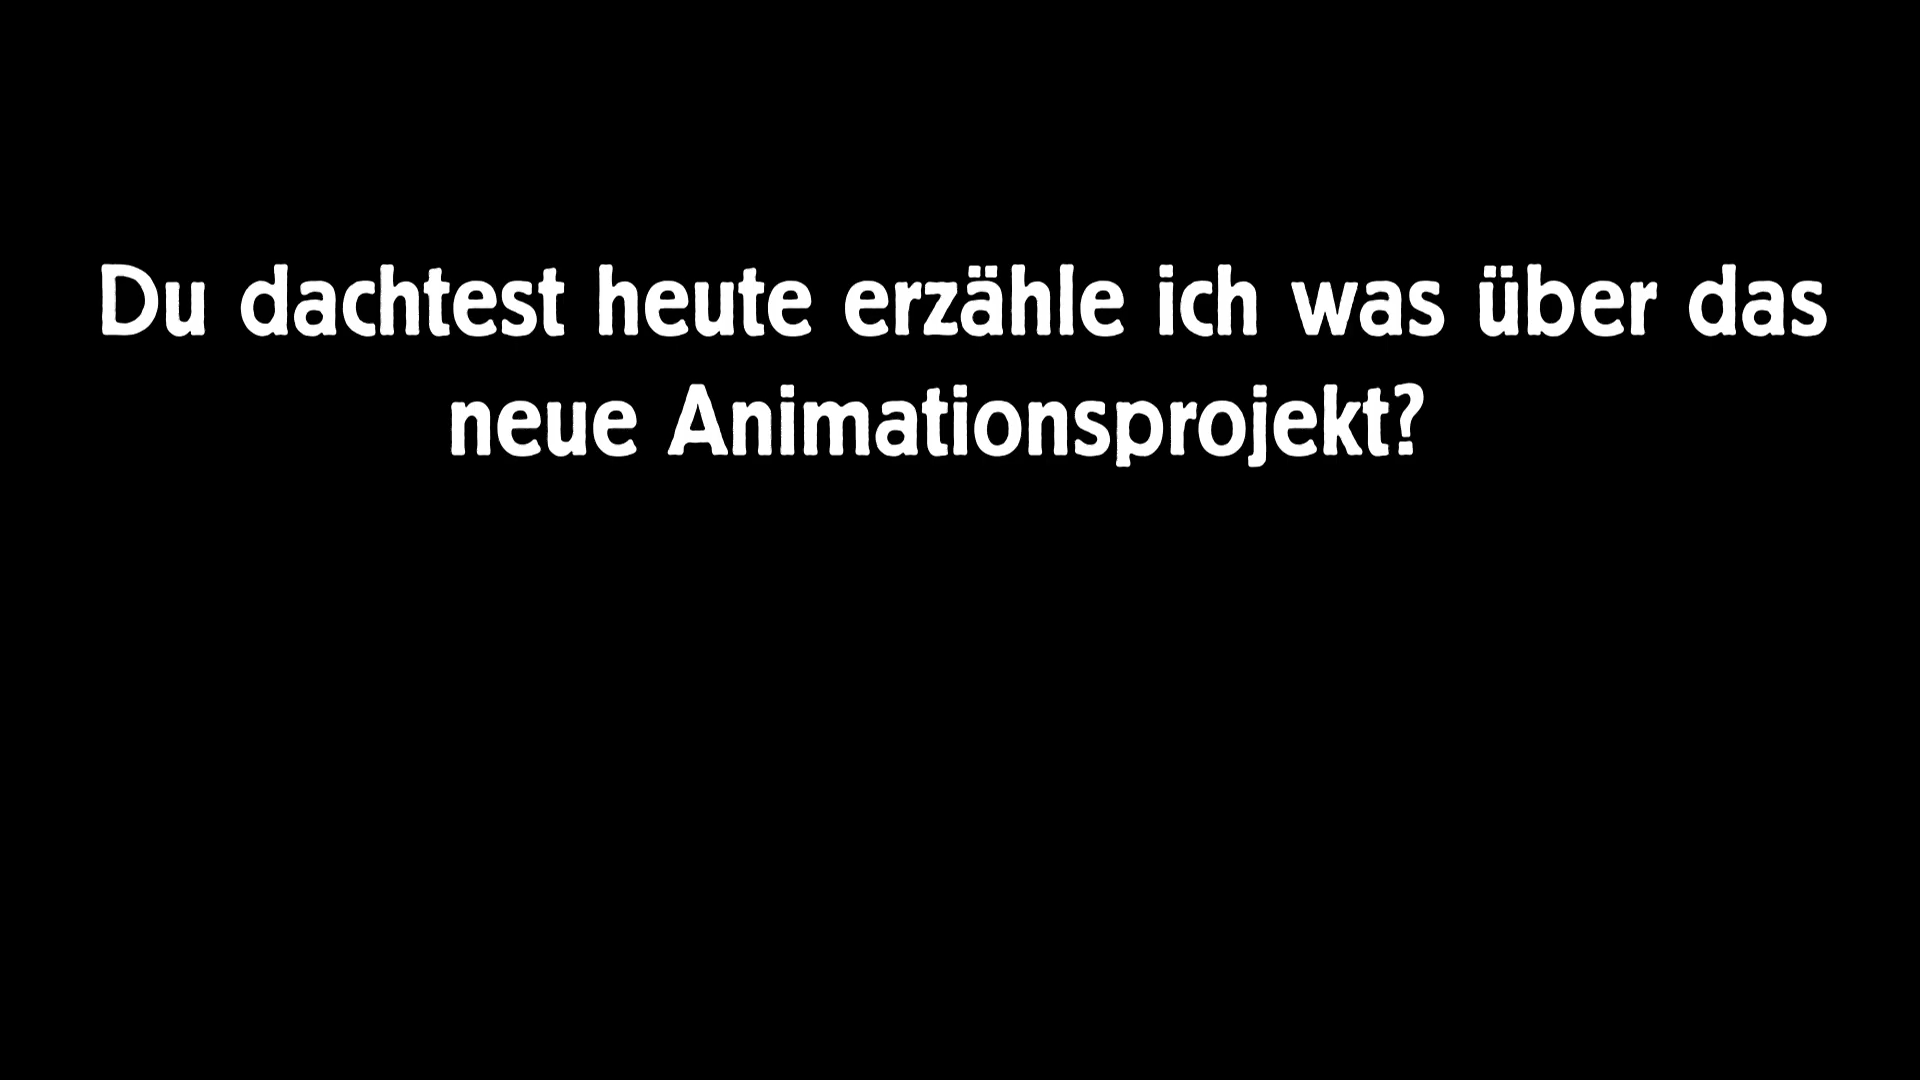 Du dachtest heute erzähle ich was über das
neue Animationsprojekt?